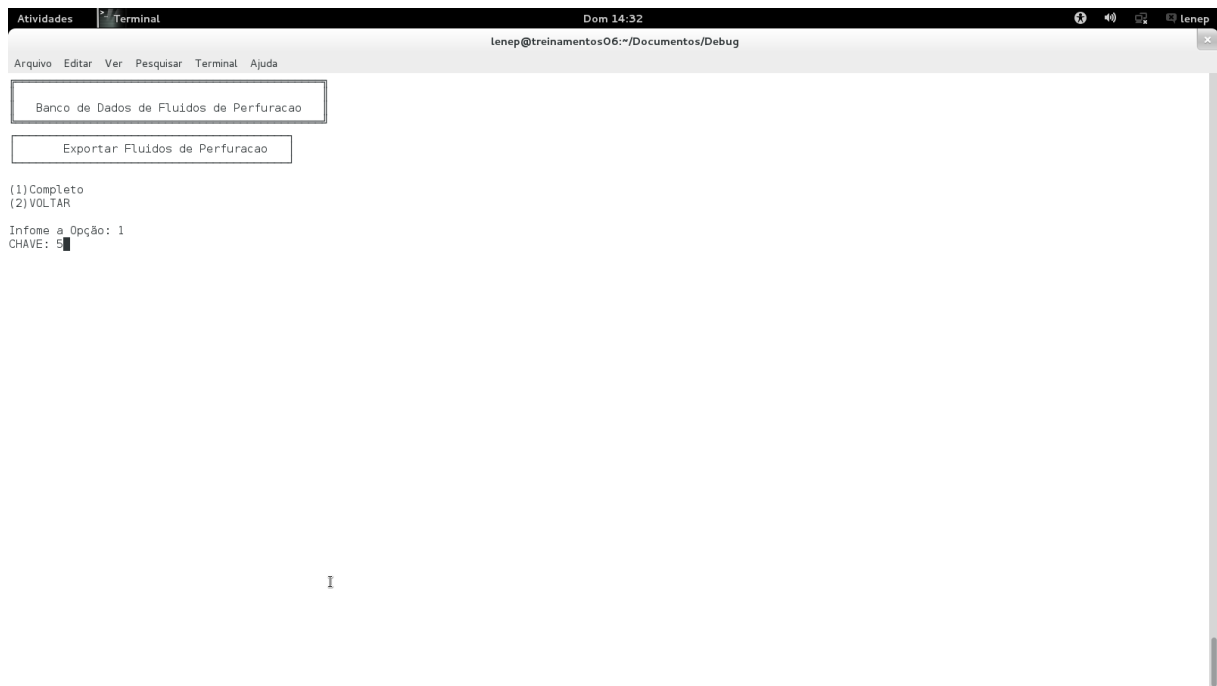 Atividades Terminal Dom 14:32 lenep
lenep@treinamentos06:~/Documentos/Debug
Arquivo Editar Ver Pesquisar Terminal Ajuda
Banco de Dados de Fluidos de Perfuracao
Exportar Fluidos de Perfuracao
(1)Completo
(2)VOLTAR
Infome a Opção: 1
CHAVE: 5